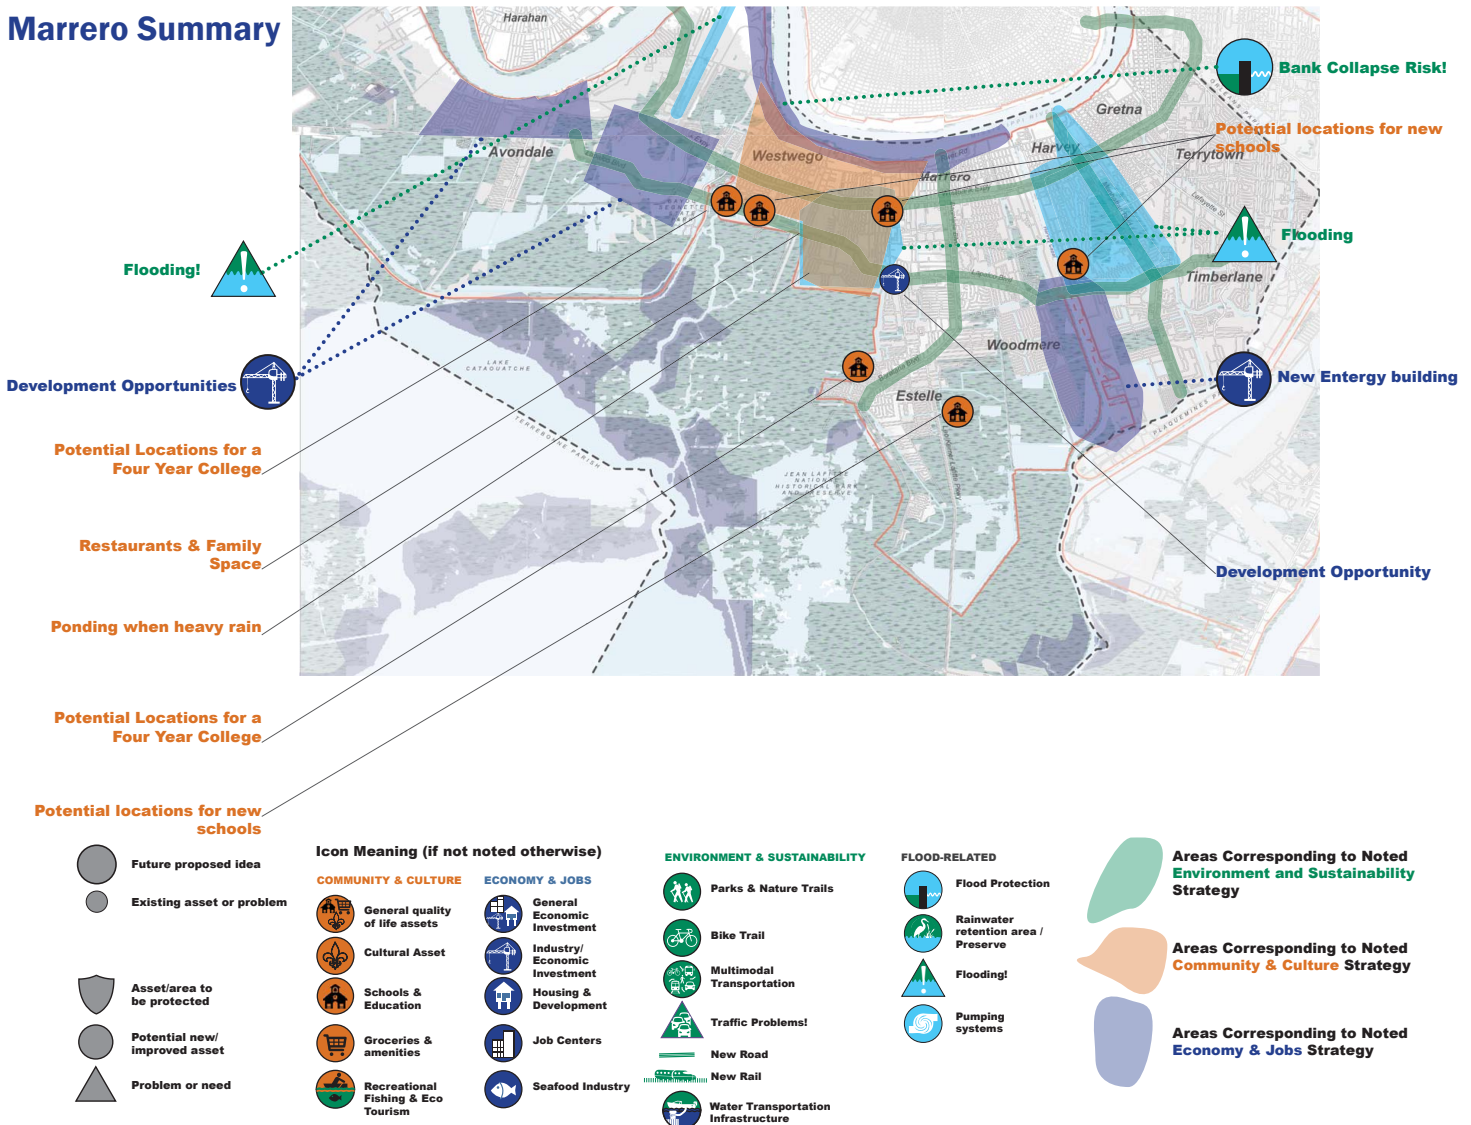 Marrero Summary
Harahan
Avondale
Westwego
Marrero
Harvey
Gretna
Terrytown
Timberlane
Woodmere
Estelle
LAKE
CATAOUATCHE
TERREBONNE PARISH
JEAN LAFITTE
NATIONAL
HISTORICAL PARK
AND PRESERVE
Lafayette St
Bank Collapse Risk!
Potential locations for new
schools
Flooding
New Entergy building
Development Opportunity
Flooding!
Development Opportunities
Potential Locations for a
Four Year College
Restaurants & Family
Space
Ponding when heavy rain
Potential Locations for a
Four Year College
Potential locations for new
schools
Future proposed idea
Existing asset or problem
Asset/area to
be protected
Potential new/
improved asset
Problem or need
Icon Meaning (if not noted otherwise)
COMMUNITY & CULTURE
General quality
of life assets
Cultural Asset
Schools &
Education
Groceries &
amenities
Recreational
Fishing & Eco
Tourism
ECONOMY & JOBS
General
Economic
Investment
Industry/
Economic
Investment
Housing &
Development
Job Centers
Seafood Industry
ENVIRONMENT & SUSTAINABILITY
Parks & Nature Trails
Bike Trail
Multimodal
Transportation
Traffic Problems!
New Road
New Rail
Water Transportation
Infrastructure
FLOOD-RELATED
Flood Protection
Rainwater
retention area /
Preserve
Flooding!
Pumping
systems
Areas Corresponding to Noted
Environment and Sustainability
Strategy
Areas Corresponding to Noted
Community & Culture Strategy
Areas Corresponding to Noted
Economy & Jobs Strategy